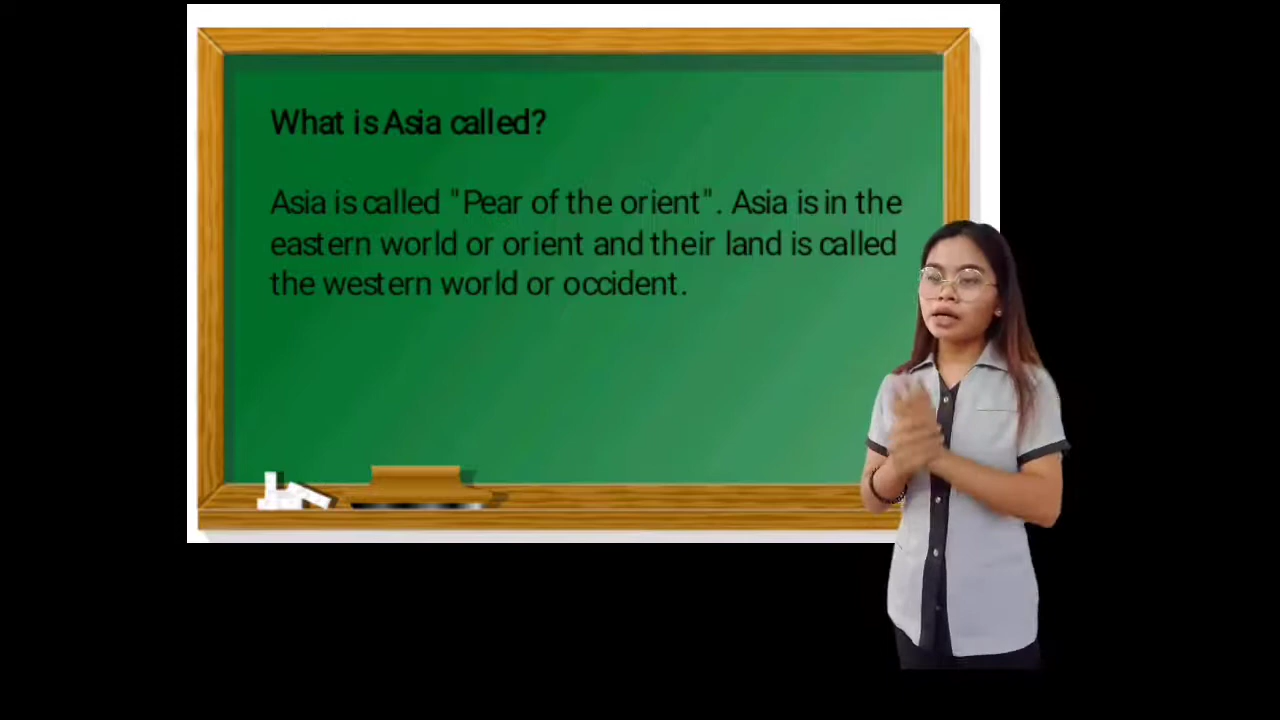 What is Asia called?
Asia is called "Pear of the orient". Asia is in the
eastern world or orient and their land is called
the western world or occident.